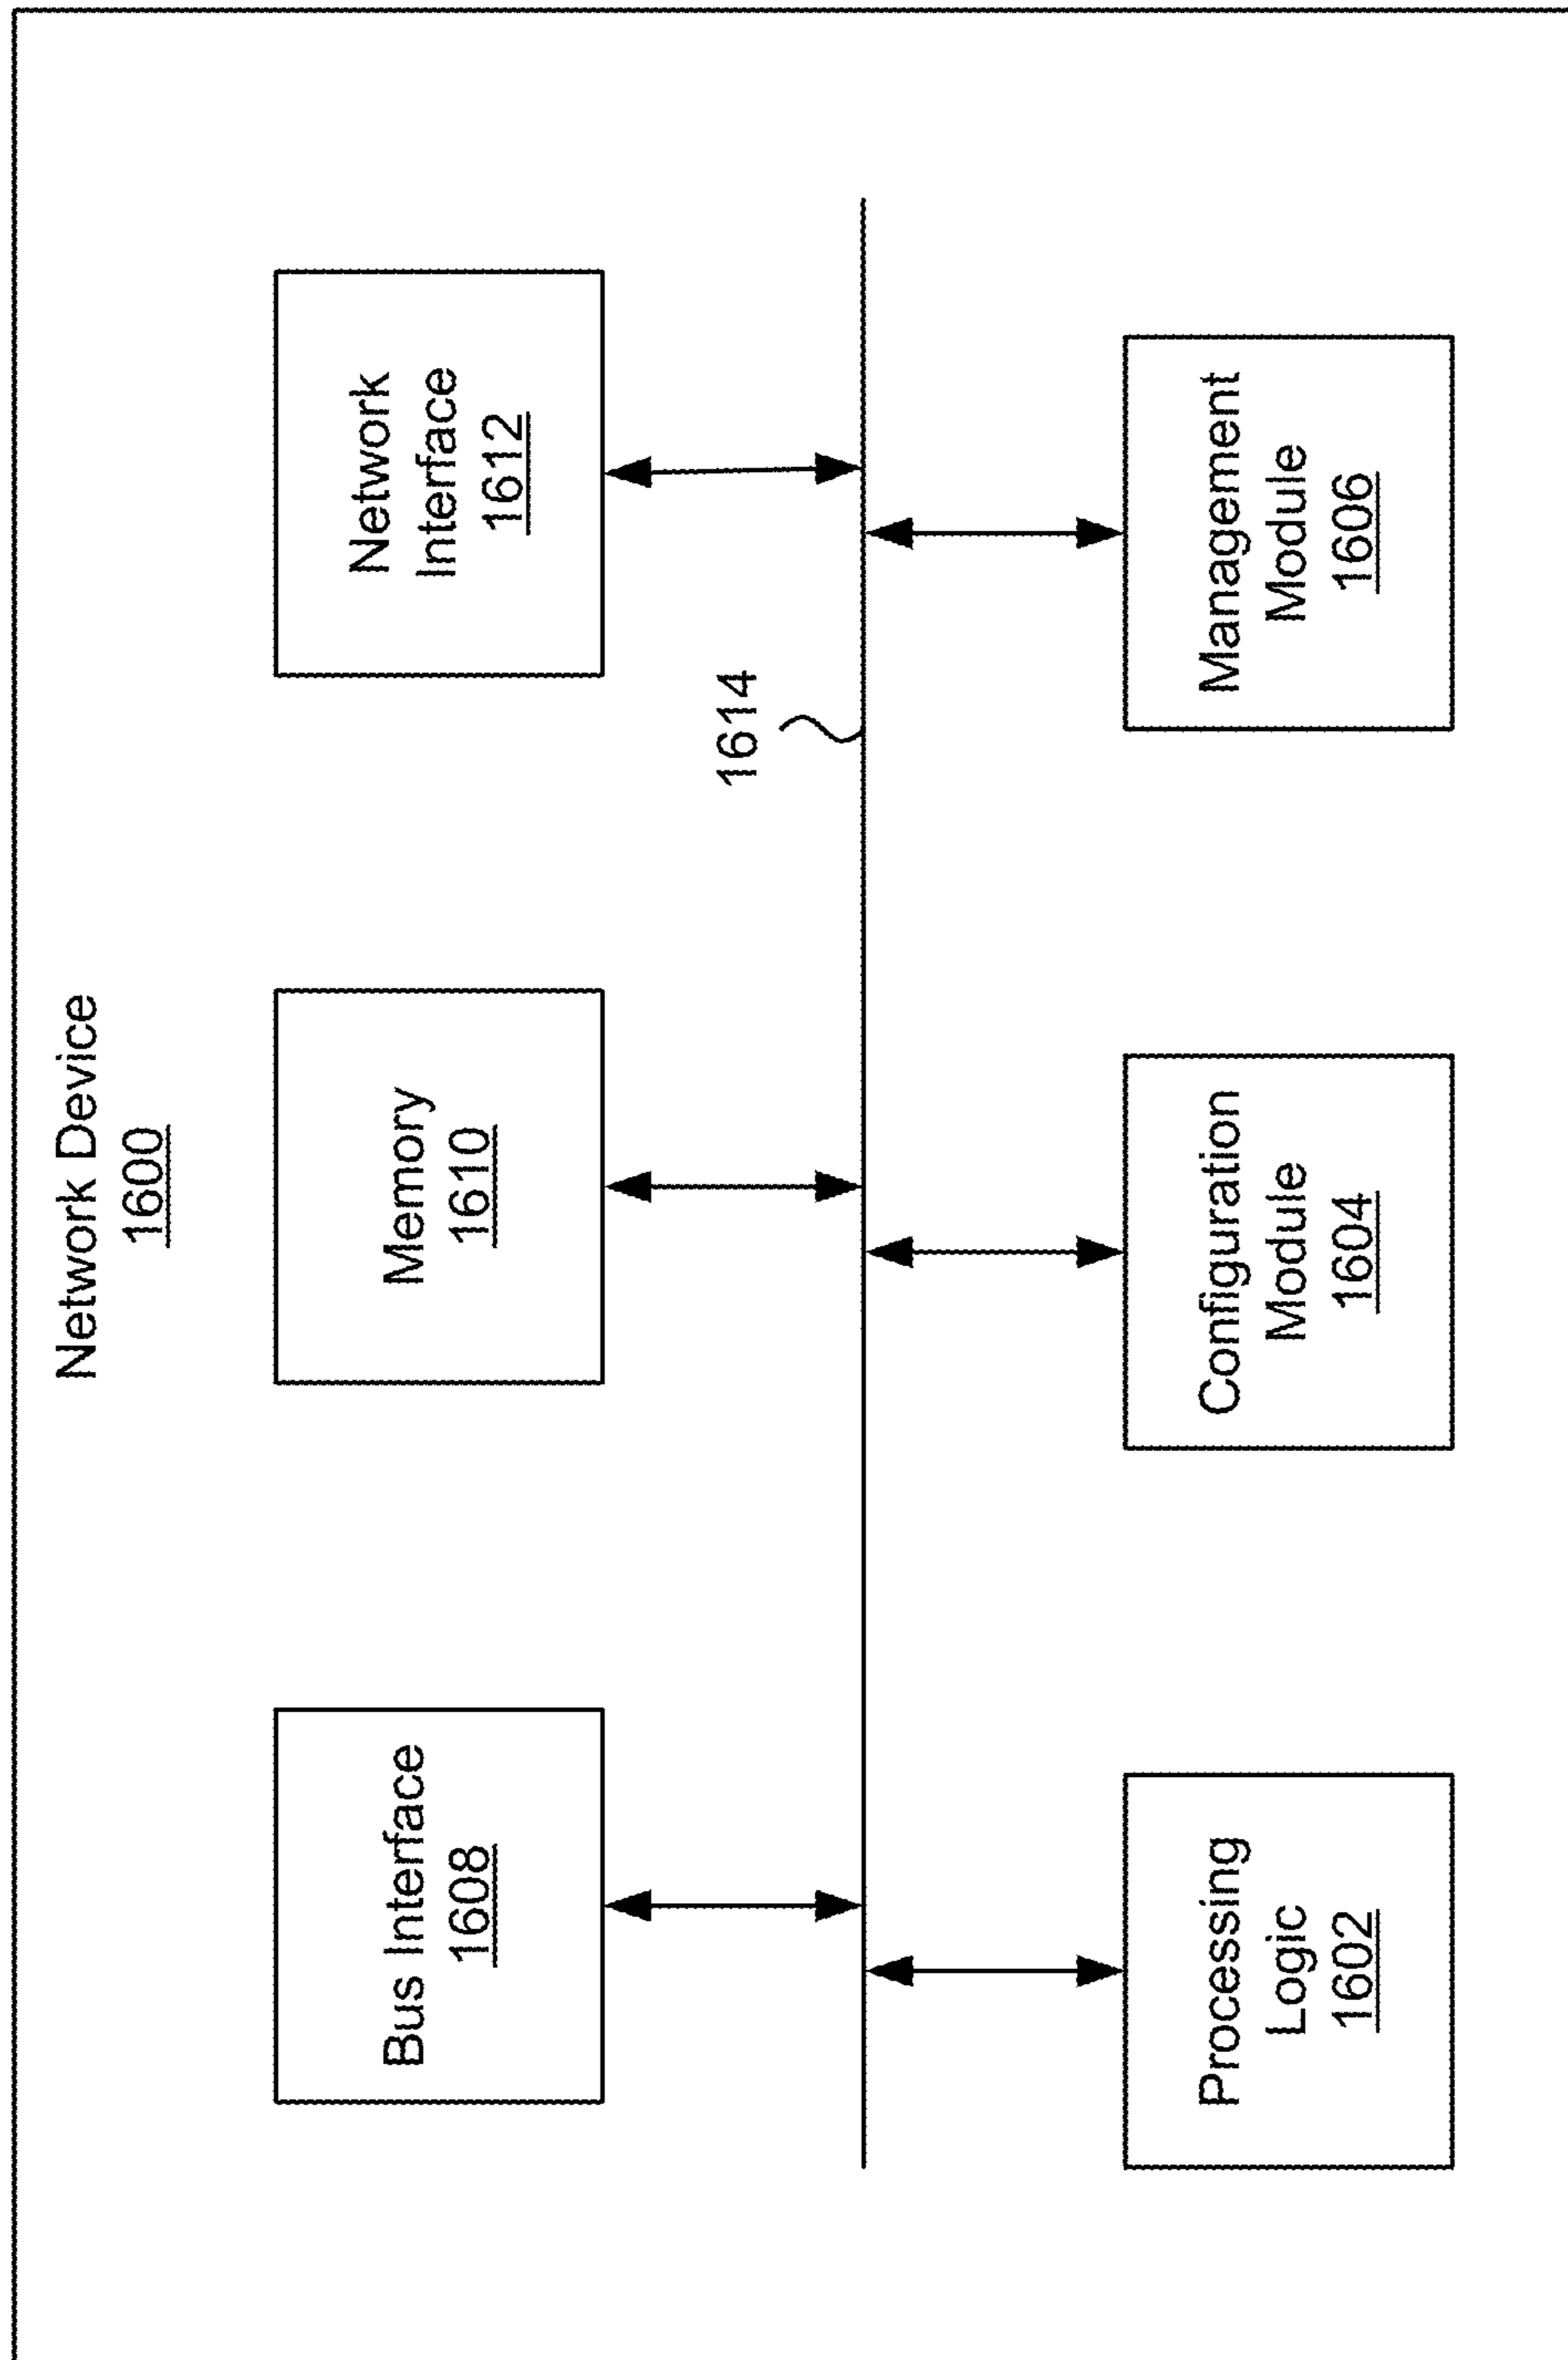 Network Device
1600
Bus Interface
1608
Memory
1610
Network
Interface
1612
1614
Processing
Logic
1602
Configuration
Module
1604
Management
Module
1606